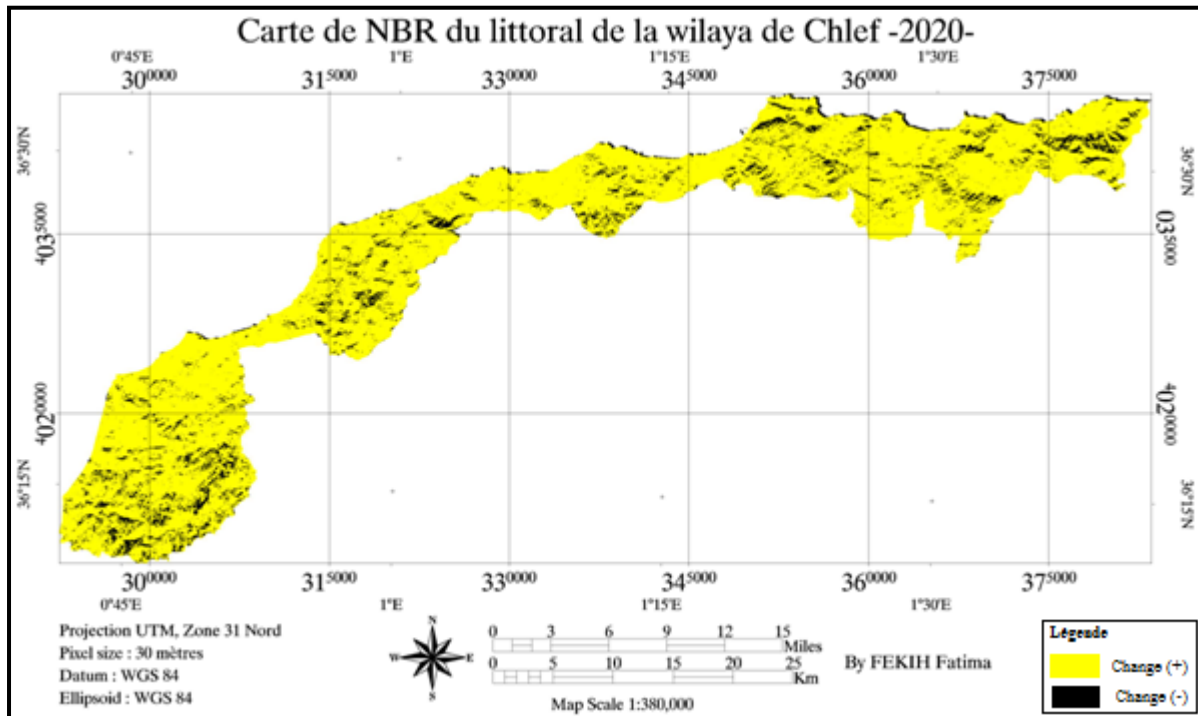 Carte de NBR du littoral de la wilaya de Chlef -2020-
0°45'E 1°E 1°15'E 1°30'E
300000 315000 330000 345000 360000 375000
36°30'N 36°30'N
4035000 4035000
4020000 4020000
36°15'N 36°15'N
300000 315000 330000 345000 360000 375000
0°45'E 1°E 1°15'E 1°30'E
Projection UTM, Zone 31 Nord
Pixel size : 30 mètres
Datum : WGS 84
Ellipsoid : WGS 84
N
W E
S
0 3 6 9 12 15
Miles
0 5 10 15 20 25
Km
Map Scale 1:380,000
By FEKIH Fatima
Légende
Change (+)
Change (-)